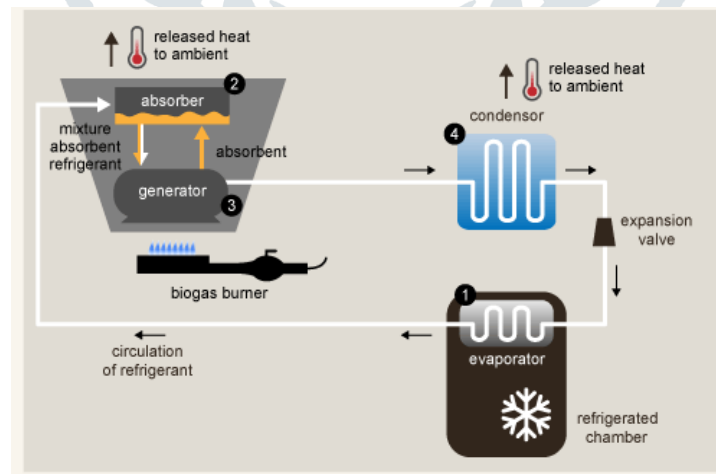 released heat
to ambient
2
absorber
mixture
absorbent
refrigerant
absorbent
generator
3
biogas burner
circulation
of refrigerant
released heat
to ambient
condensor
4
expansion
valve
1
evaporator
refrigerated
chamber